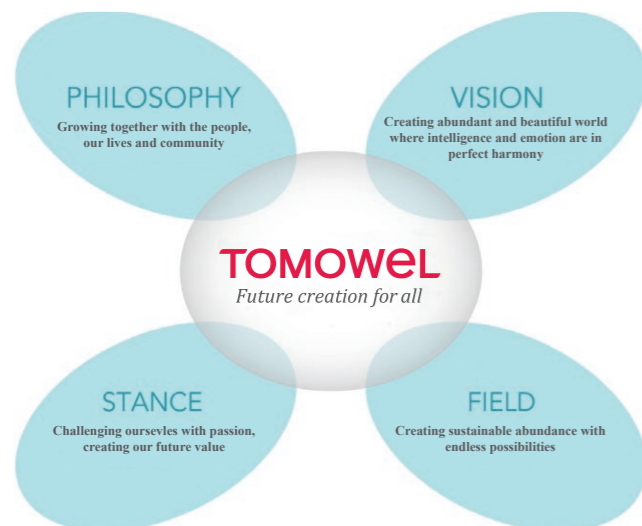 PHILOSOPHY
Growing together with the people,
our lives and community
VISION
Creating abundant and beautiful world
where intelligence and emotion are in
perfect harmony
TOMOWEL
Future creation for all
STANCE
Challenging oursevles with passion,
creating our future value
FIELD
Creating sustainable abundance with
endless possibilities